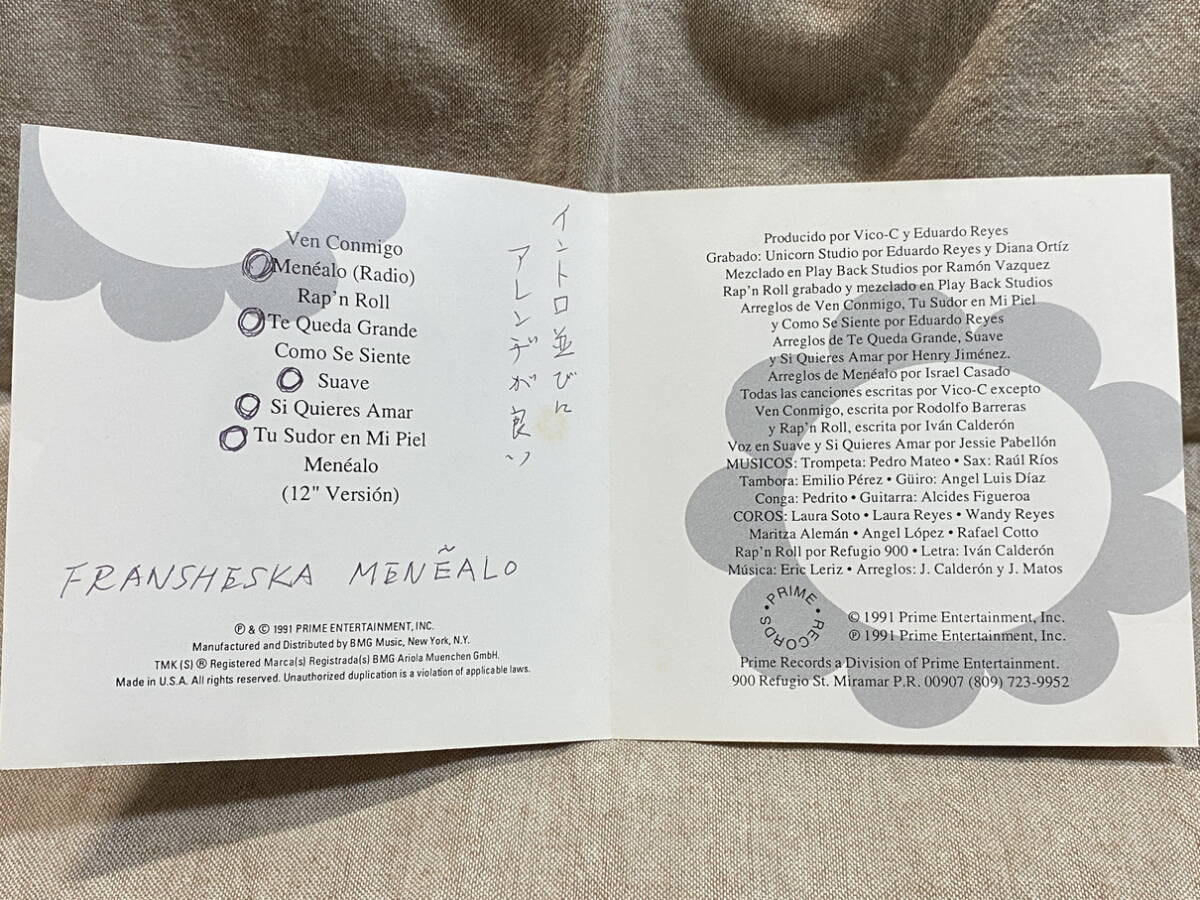 Ven Conmigo
Menéalo (Radio)
Rap'n Roll
Te Queda Grande
Como Se Siente
Suave
Si Quieres Amar
Tu Sudor en Mi Piel
Menéalo
(12" Versión)
イントロ並びに
アレンヂが良い
FRANSHESKA MENẼALO
Ⓟ & © 1991 PRIME ENTERTAINMENT, INC.
Manufactured and Distributed by BMG Music, New York, N.Y.
TMK (S) ® Registered Marca(s) Registrada(s) BMG Ariola Muenchen GmbH.
Made in U.S.A. All rights reserved. Unauthorized duplication is a violation of applicable laws.
Producido por Vico-C y Eduardo Reyes
Grabado: Unicorn Studio por Eduardo Reyes y Diana Ortíz
Mezclado en Play Back Studios por Ramón Vazquez
Rap'n Roll grabado y mezclado en Play Back Studios
Arreglos de Ven Conmigo, Tu Sudor en Mi Piel
y Como Se Siente por Eduardo Reyes
Arreglos de Te Queda Grande, Suave
y Si Quieres Amar por Henry Jiménez.
Arreglos de Menéalo por Israel Casado
Todas las canciones escritas por Vico-C excepto
Ven Conmigo, escrita por Rodolfo Barreras
y Rap'n Roll, escrita por Iván Calderón
Voz en Suave y Si Quieres Amar por Jessie Pabellón
MUSICOS: Trompeta: Pedro Mateo • Sax: Raúl Ríos
Tambora: Emilio Pérez • Güiro: Angel Luis Díaz
Conga: Pedrito • Guitarra: Alcides Figueroa
COROS: Laura Soto • Laura Reyes • Wandy Reyes
Maritza Alemán • Angel López • Rafael Cotto
Rap'n Roll por Refugio 900 • Letra: Iván Calderón
Música: Eric Leriz • Arreglos: J. Calderón y J. Matos
• PRIME • RECORDS
© 1991 Prime Entertainment, Inc.
Ⓟ 1991 Prime Entertainment, Inc.
Prime Records a Division of Prime Entertainment.
900 Refugio St. Miramar P.R. 00907 (809) 723-9952